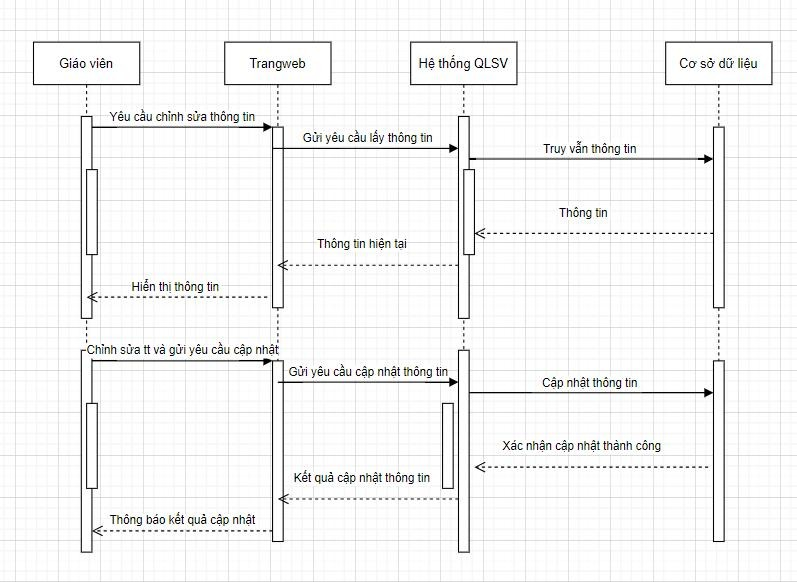 Giáo viên
Trangweb
Hệ thống QLSV
Cơ sở dữ liệu
Yêu cầu chỉnh sửa thông tin
Gửi yêu cầu lấy thông tin
Truy vẫn thông tin
Thông tin
Thông tin hiện tại
Hiển thị thông tin
Chỉnh sửa tt và gửi yêu cầu cập nhật
Gửi yêu cầu cập nhật thông tin
Cập nhật thông tin
Xác nhận cập nhật thành công
Kết quả cập nhật thông tin
Thông báo kết quả cập nhật